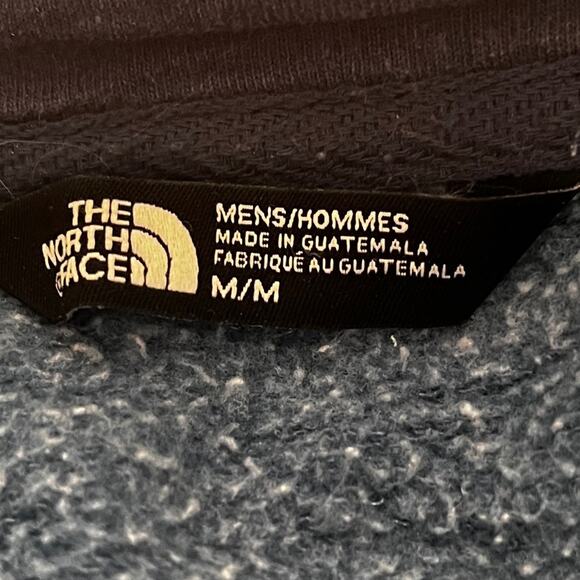 THE
NORTH
FACE
MENS/HOMMES
MADE IN GUATEMALA
FABRIQUÉ AU GUATEMALA
M/M